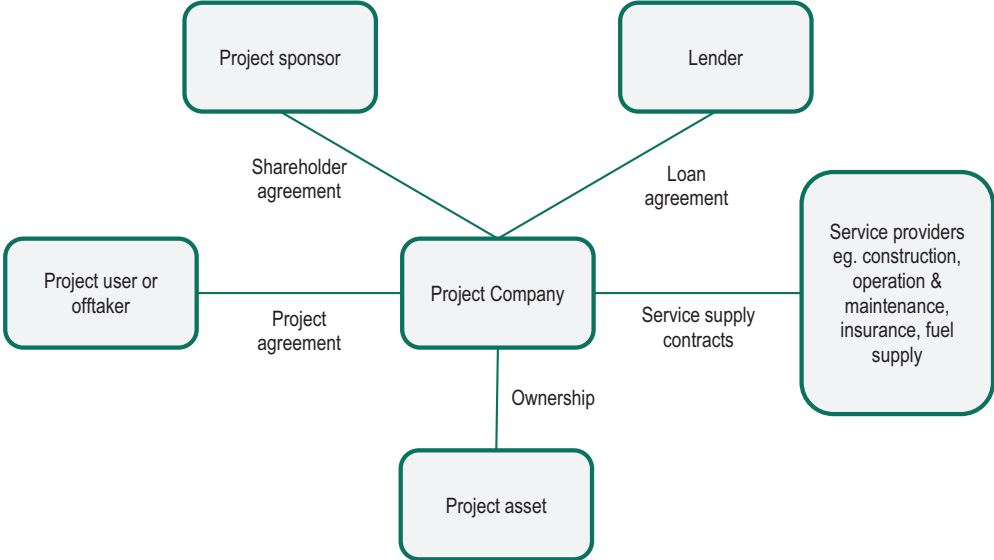 Project sponsor
Lender
Shareholder
agreement
Loan
agreement
Service providers
eg. construction,
operation &
maintenance,
insurance, fuel
supply
Project user or
offtaker
Project Company
Project
agreement
Service supply
contracts
Ownership
Project asset